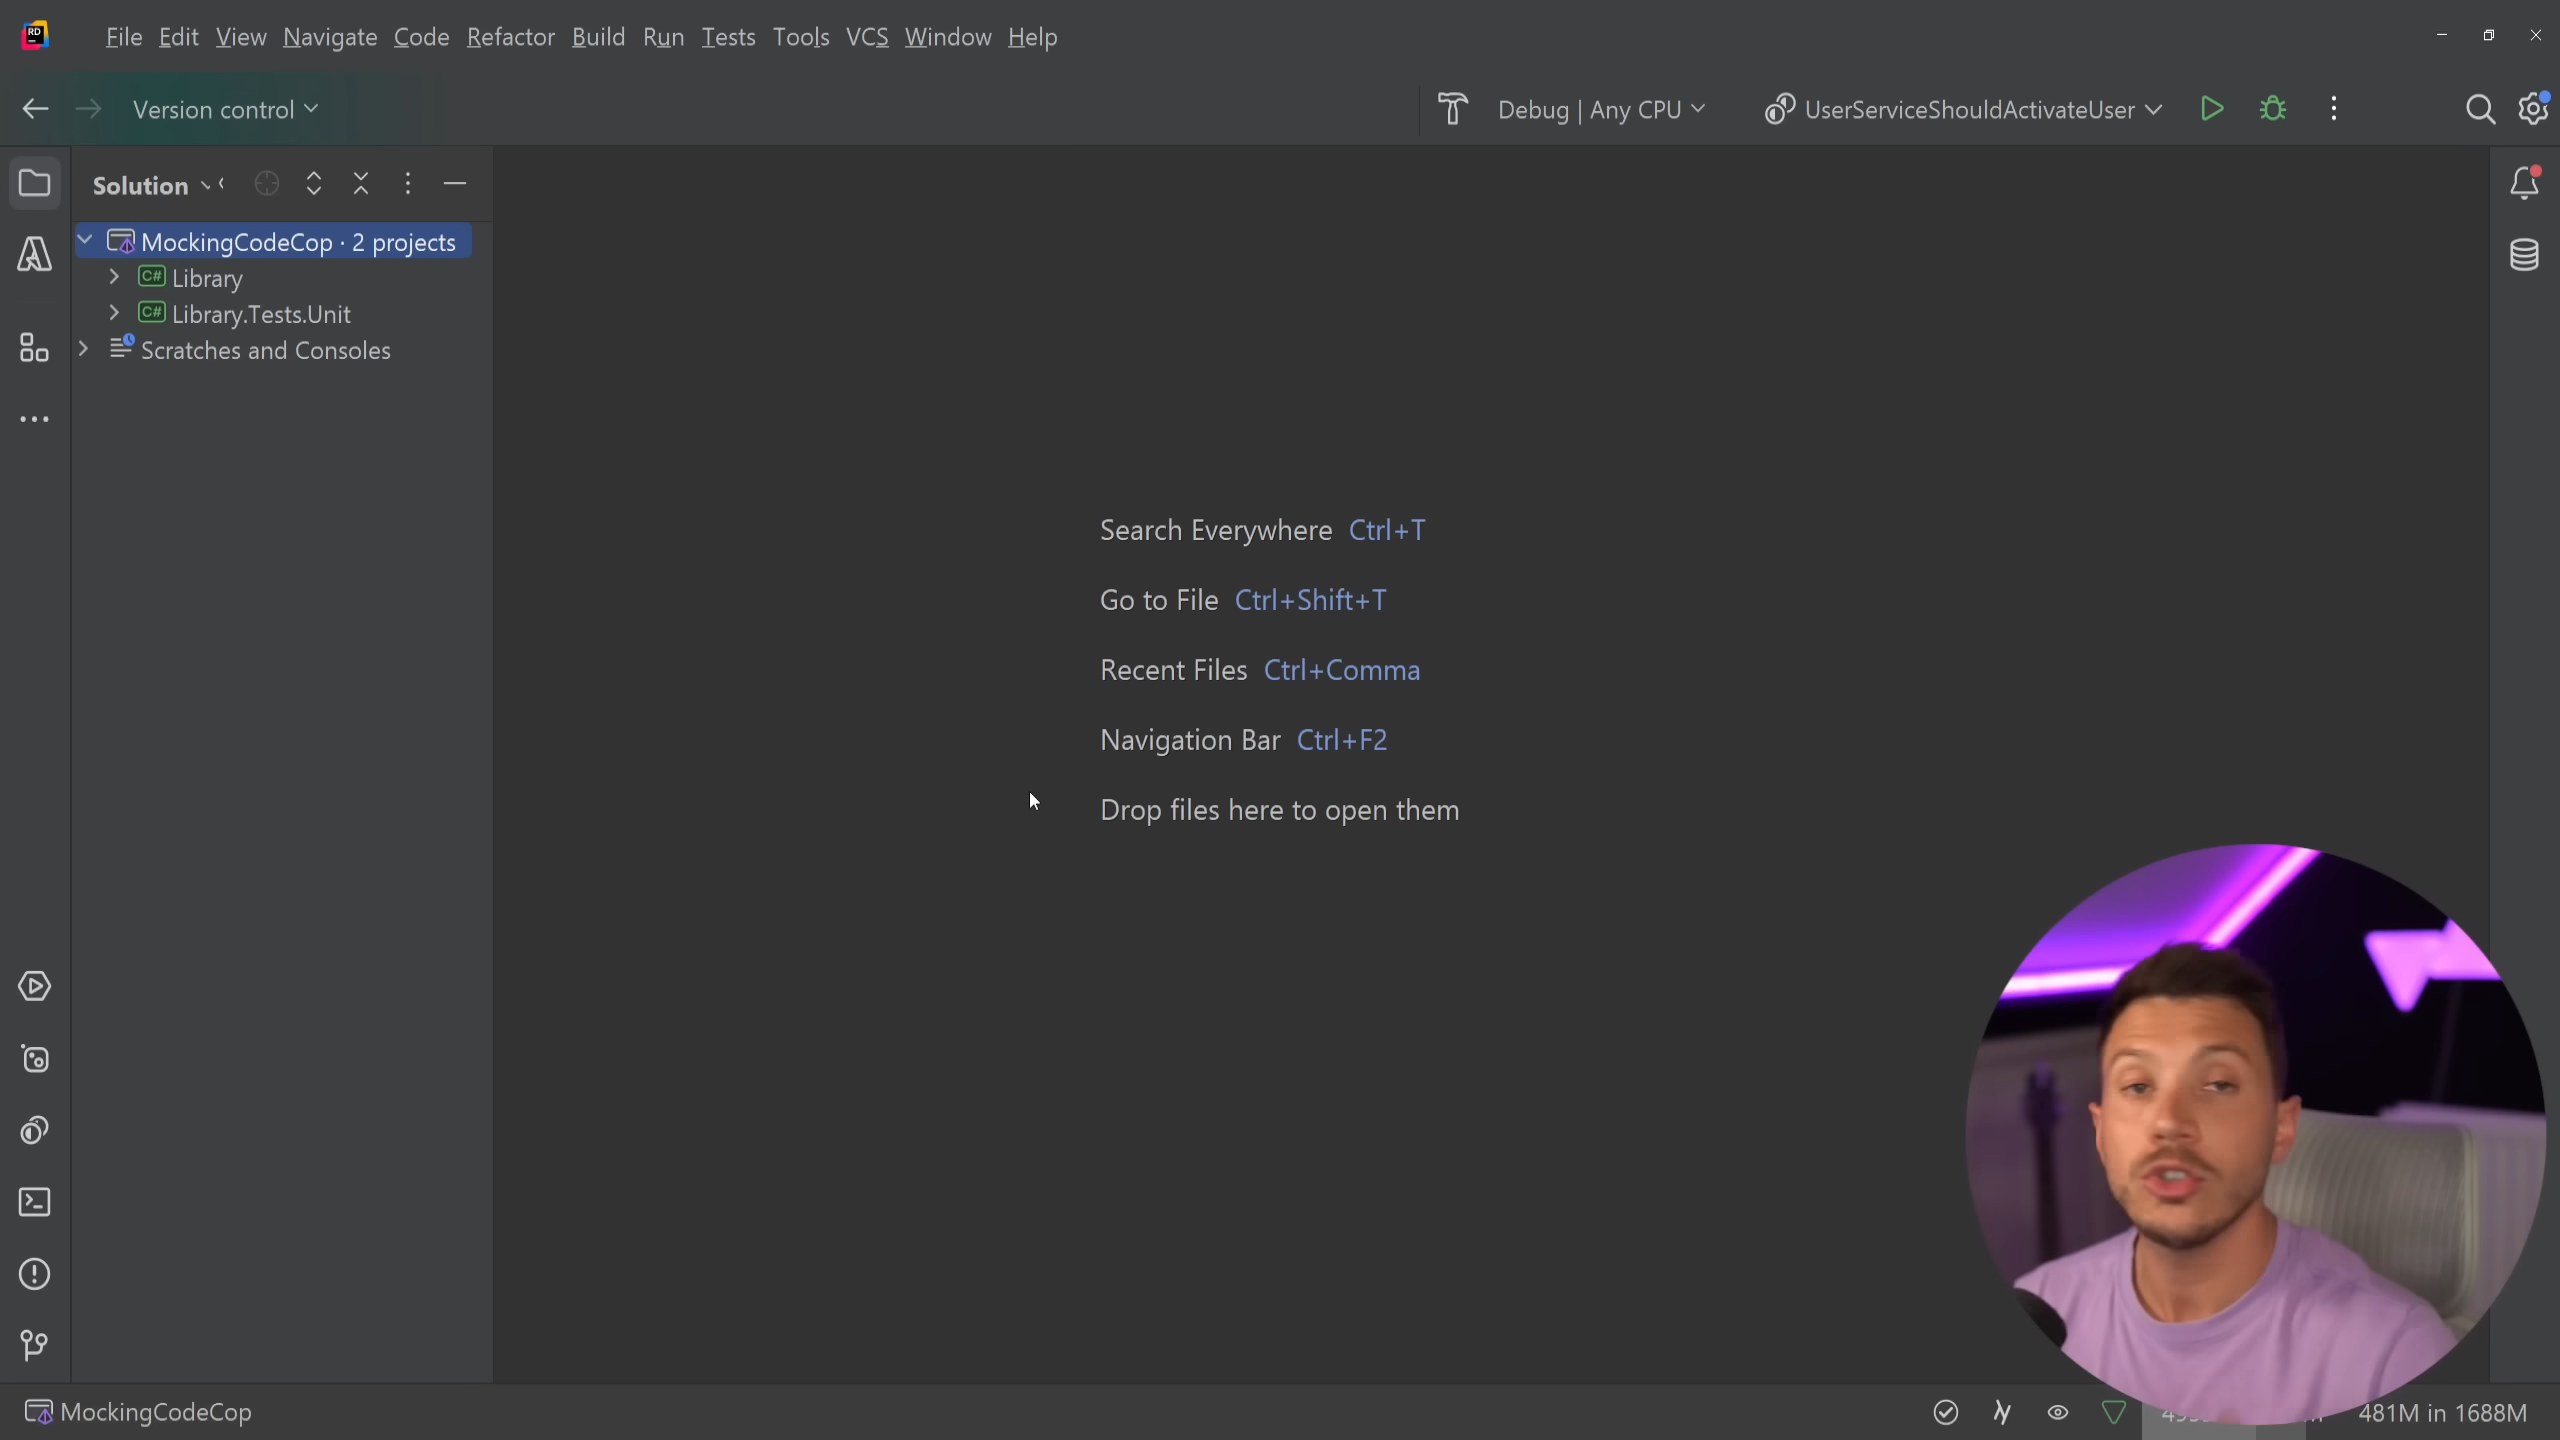 RD
File Edit View Navigate Code Refactor Build Run Tests Tools VCS Window Help
Version control
Debug | Any CPU
UserServiceShouldActivateUser
Solution
MockingCodeCop · 2 projects
C# Library
C# Library.Tests.Unit
Scratches and Consoles
Search Everywhere Ctrl+T
Go to File Ctrl+Shift+T
Recent Files Ctrl+Comma
Navigation Bar Ctrl+F2
Drop files here to open them
MockingCodeCop
481M in 1688M